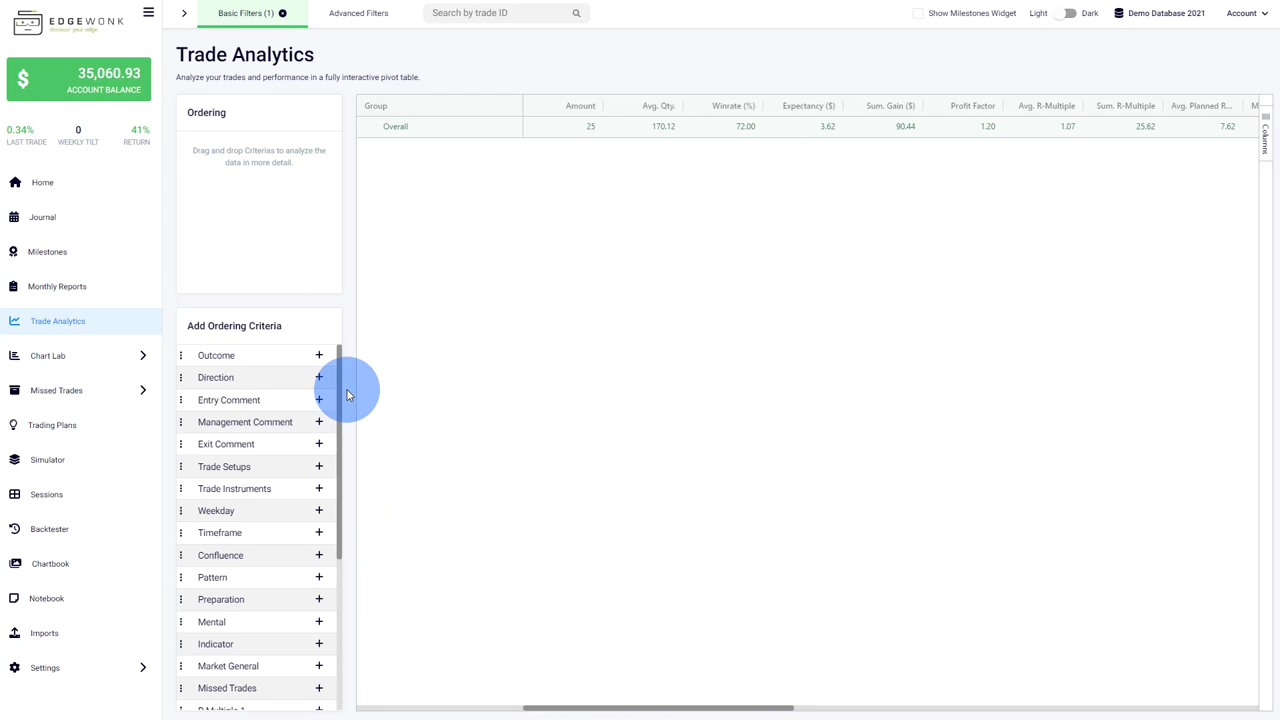 EDGEWONK
discover your edge
Basic Filters (1)
Advanced Filters
Search by trade ID
Show Milestones Widget
Light
Dark
Demo Database 2021
Account
$
35,060.93
ACCOUNT BALANCE
0.34%
LAST TRADE
0
WEEKLY TILT
41%
RETURN
Home
Journal
Milestones
Monthly Reports
Trade Analytics
Chart Lab
Missed Trades
Trading Plans
Simulator
Sessions
Backtester
Chartbook
Notebook
Imports
Settings
Trade Analytics
Analyze your trades and performance in a fully interactive pivot table.
Ordering
Drag and drop Criterias to analyze the
data in more detail.
Add Ordering Criteria
Outcome
Direction
Entry Comment
Management Comment
Exit Comment
Trade Setups
Trade Instruments
Weekday
Timeframe
Confluence
Pattern
Preparation
Mental
Indicator
Market General
Missed Trades
Group Amount Avg. Qty. Winrate (%) Expectancy ($) Sum. Gain ($) Profit Factor Avg. R-Multiple Sum. R-Multiple Avg. Planned R... M
Overall 25 170.12 72.00 3.62 90.44 1.20 1.07 25.62 7.62
Columns